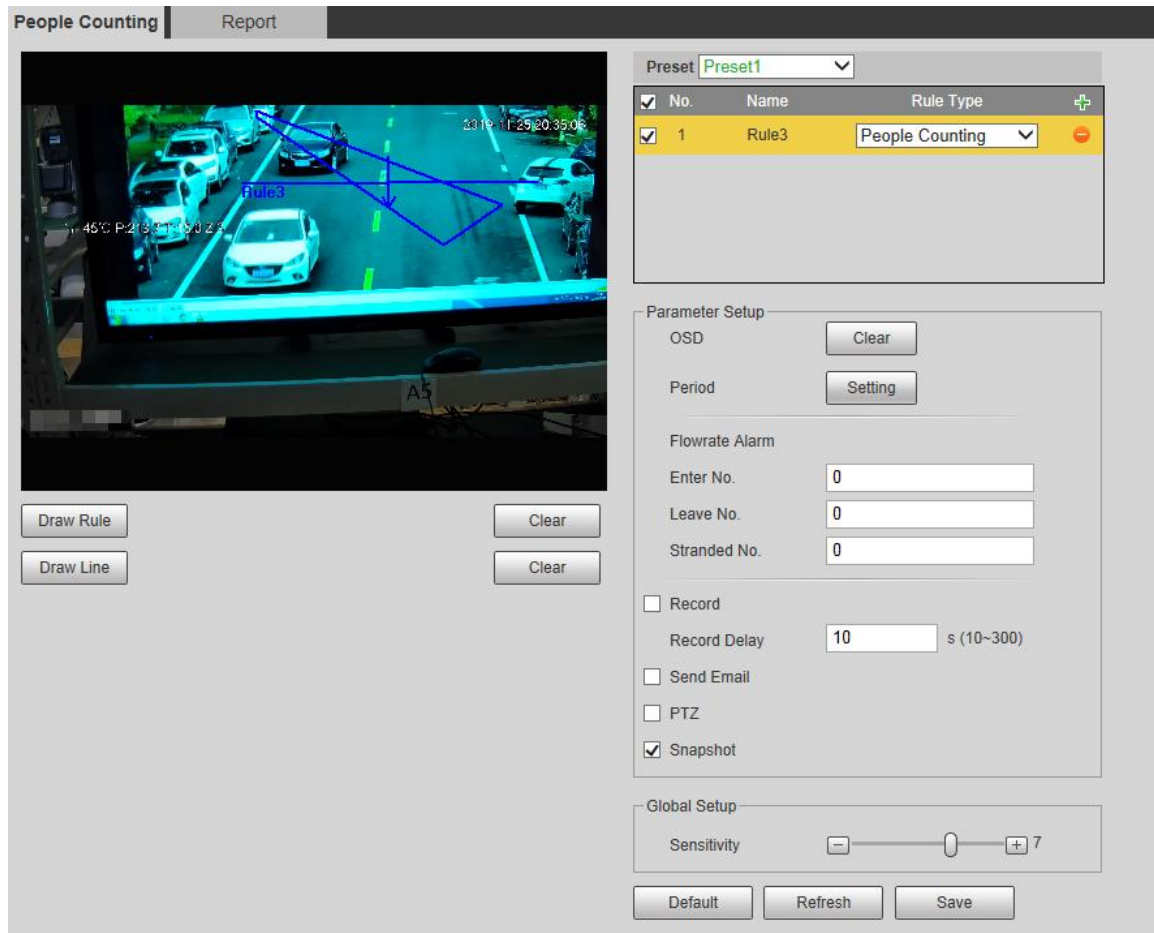 People Counting Report
Preset Preset1
No. Name Rule Type
1 Rule3 People Counting
2019-11-25 20:35:06
Rule3
A5
Draw Rule Clear
Draw Line Clear
Parameter Setup
OSD Clear
Period Setting
Flowrate Alarm
Enter No. 0
Leave No. 0
Stranded No. 0
Record
Record Delay 10 s (10~300)
Send Email
PTZ
Snapshot
Global Setup
Sensitivity 7
Default Refresh Save